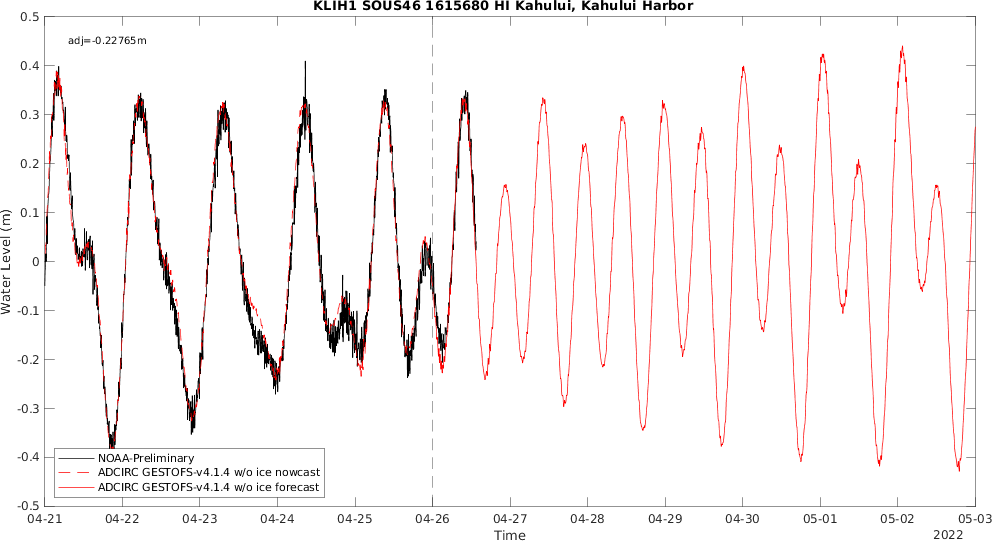 KLIH1 SOUS46 1615680 HI Kahului, Kahului Harbor
adj=-0.22765m
0.5
0.4
0.3
0.2
0.1
0
-0.1
-0.2
-0.3
-0.4
-0.5
Water Level (m)
NOAA-Preliminary
ADCIRC GESTOFS-v4.1.4 w/o ice nowcast
ADCIRC GESTOFS-v4.1.4 w/o ice forecast
04-21 04-22 04-23 04-24 04-25 04-26 04-27 04-28 04-29 04-30 05-01 05-02 05-03
Time
2022